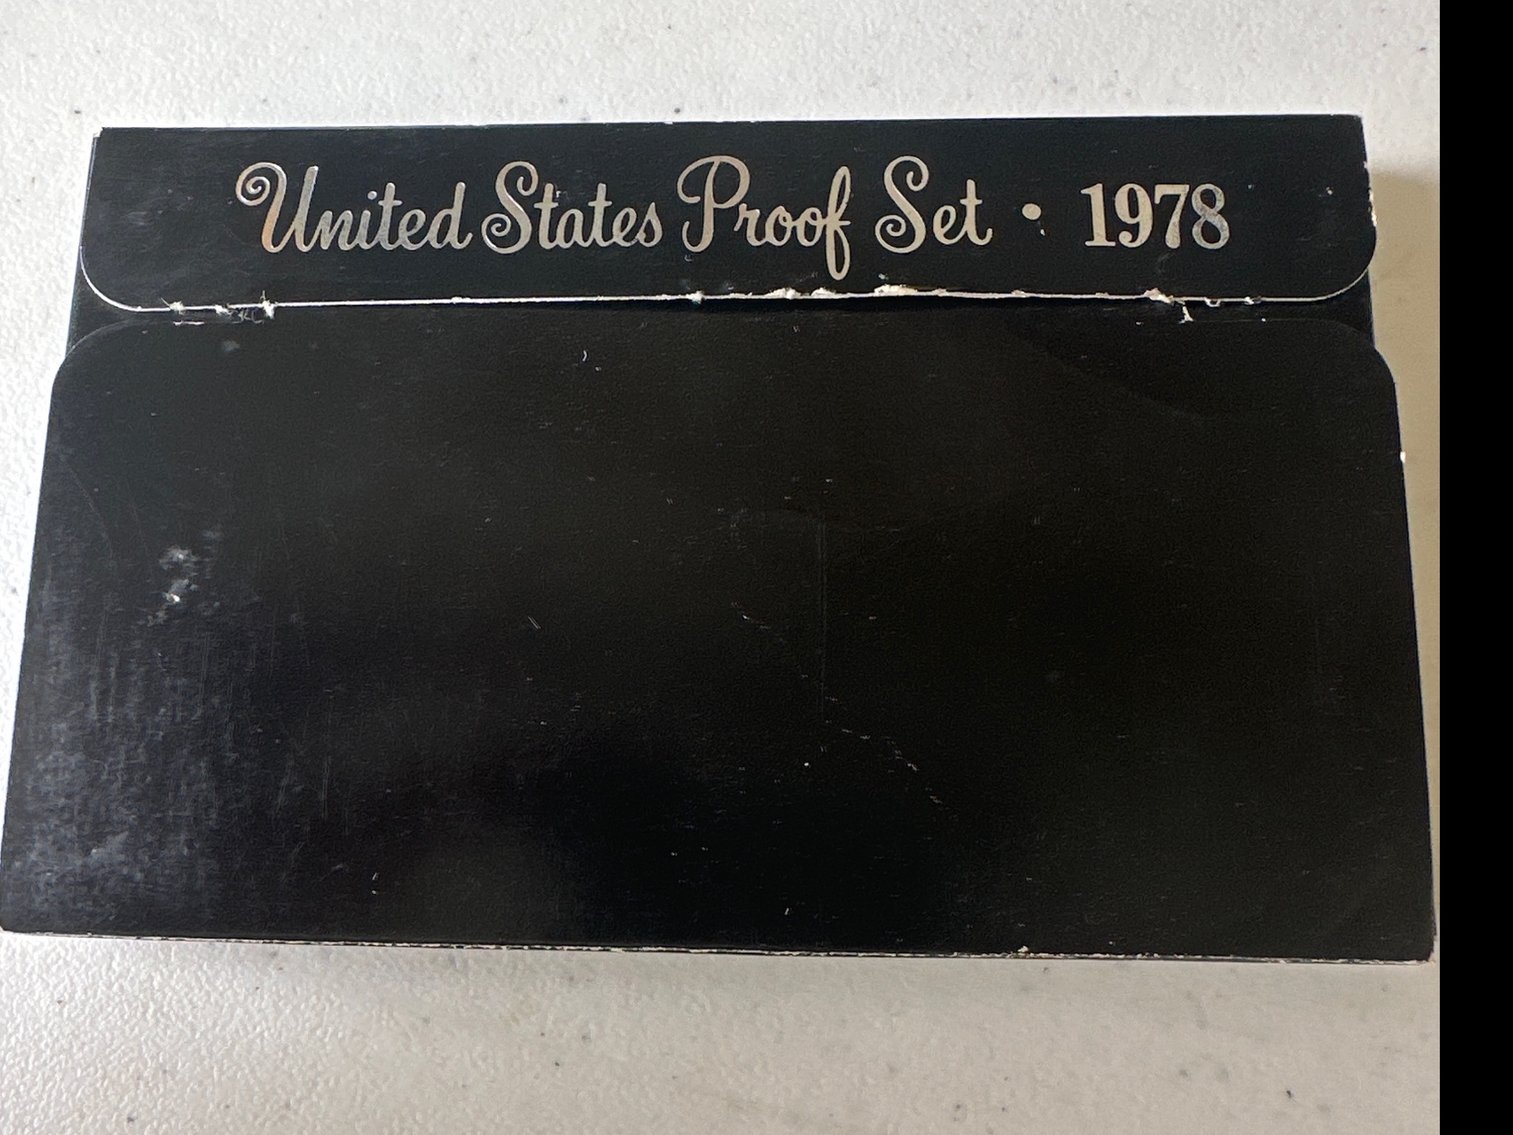 United States Proof Set • 1978